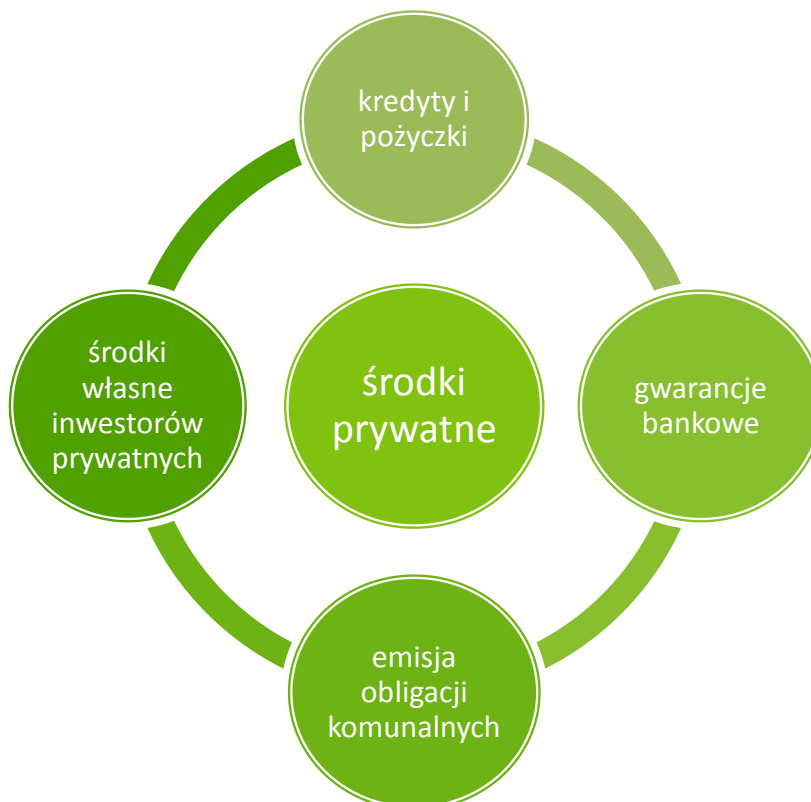 kredyty i
pożyczki
środki
własne
inwestorów
prywatnych
środki
prywatne
gwarancje
bankowe
emisja
obligacji
komunalnych